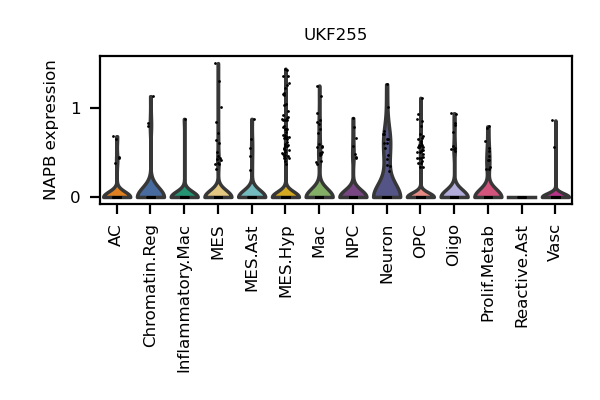 UKF255
NAPB expression
1
0
AC
Chromatin.Reg
Inflammatory.Mac
MES
MES.Ast
MES.Hyp
Mac
NPC
Neuron
OPC
Oligo
Prolif.Metab
Reactive.Ast
Vasc